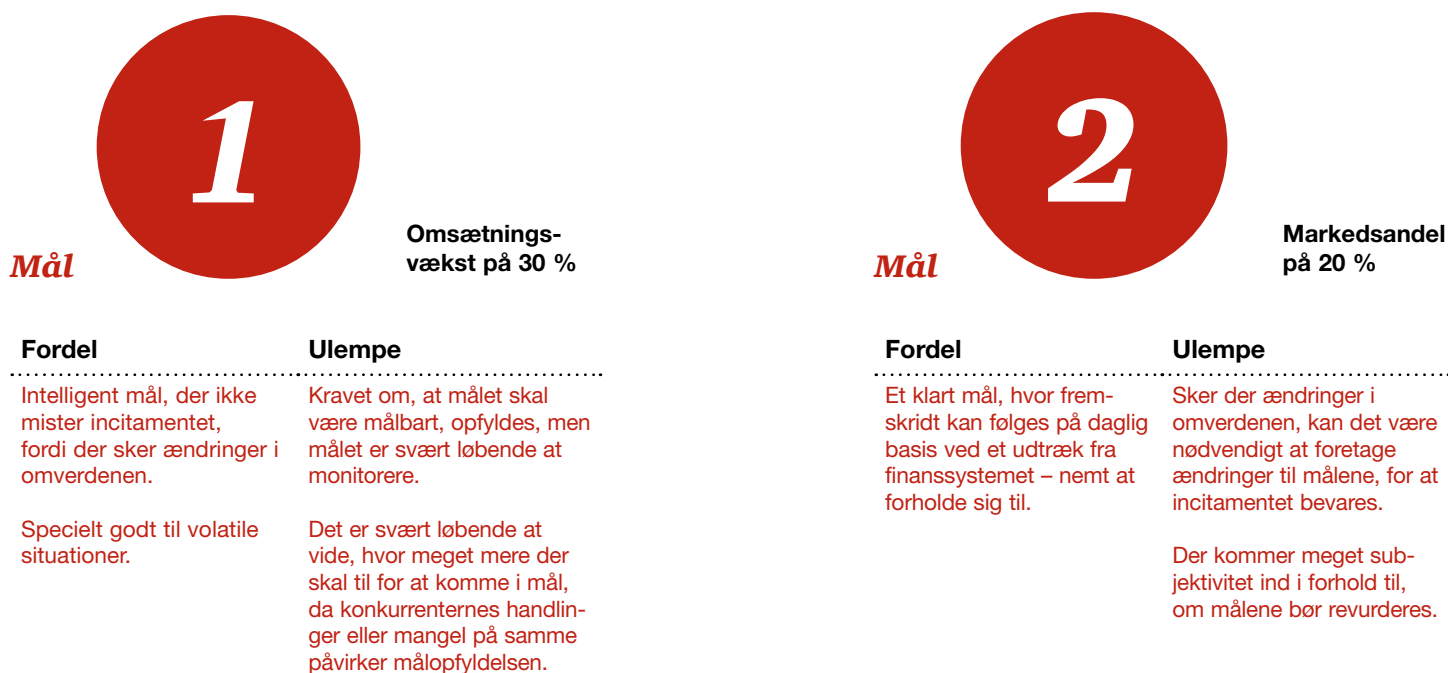 1
Mål
Omsætnings-
vækst på 30 %
Fordel
Intelligent mål, der ikke
mister incitamentet,
fordi der sker ændringer i
omverdenen.
Specielt godt til volatile
situationer.
Ulempe
Kravet om, at målet skal
være målbart, opfyldes, men
målet er svært løbende at
monitorere.
Det er svært løbende at
vide, hvor meget mere der
skal til for at komme i mål,
da konkurrenternes handlin-
ger eller mangel på samme
påvirker målopfyldelsen.
2
Mål
Markedsandel
på 20 %
Fordel
Et klart mål, hvor frem-
skridt kan følges på daglig
basis ved et udtræk fra
finanssystemet – nemt at
forholde sig til.
Ulempe
Sker der ændringer i
omverdenen, kan det være
nødvendigt at foretage
ændringer til målene, for at
incitamentet bevares.
Der kommer meget sub-
jektivitet ind i forhold til,
om målene bør revurderes.